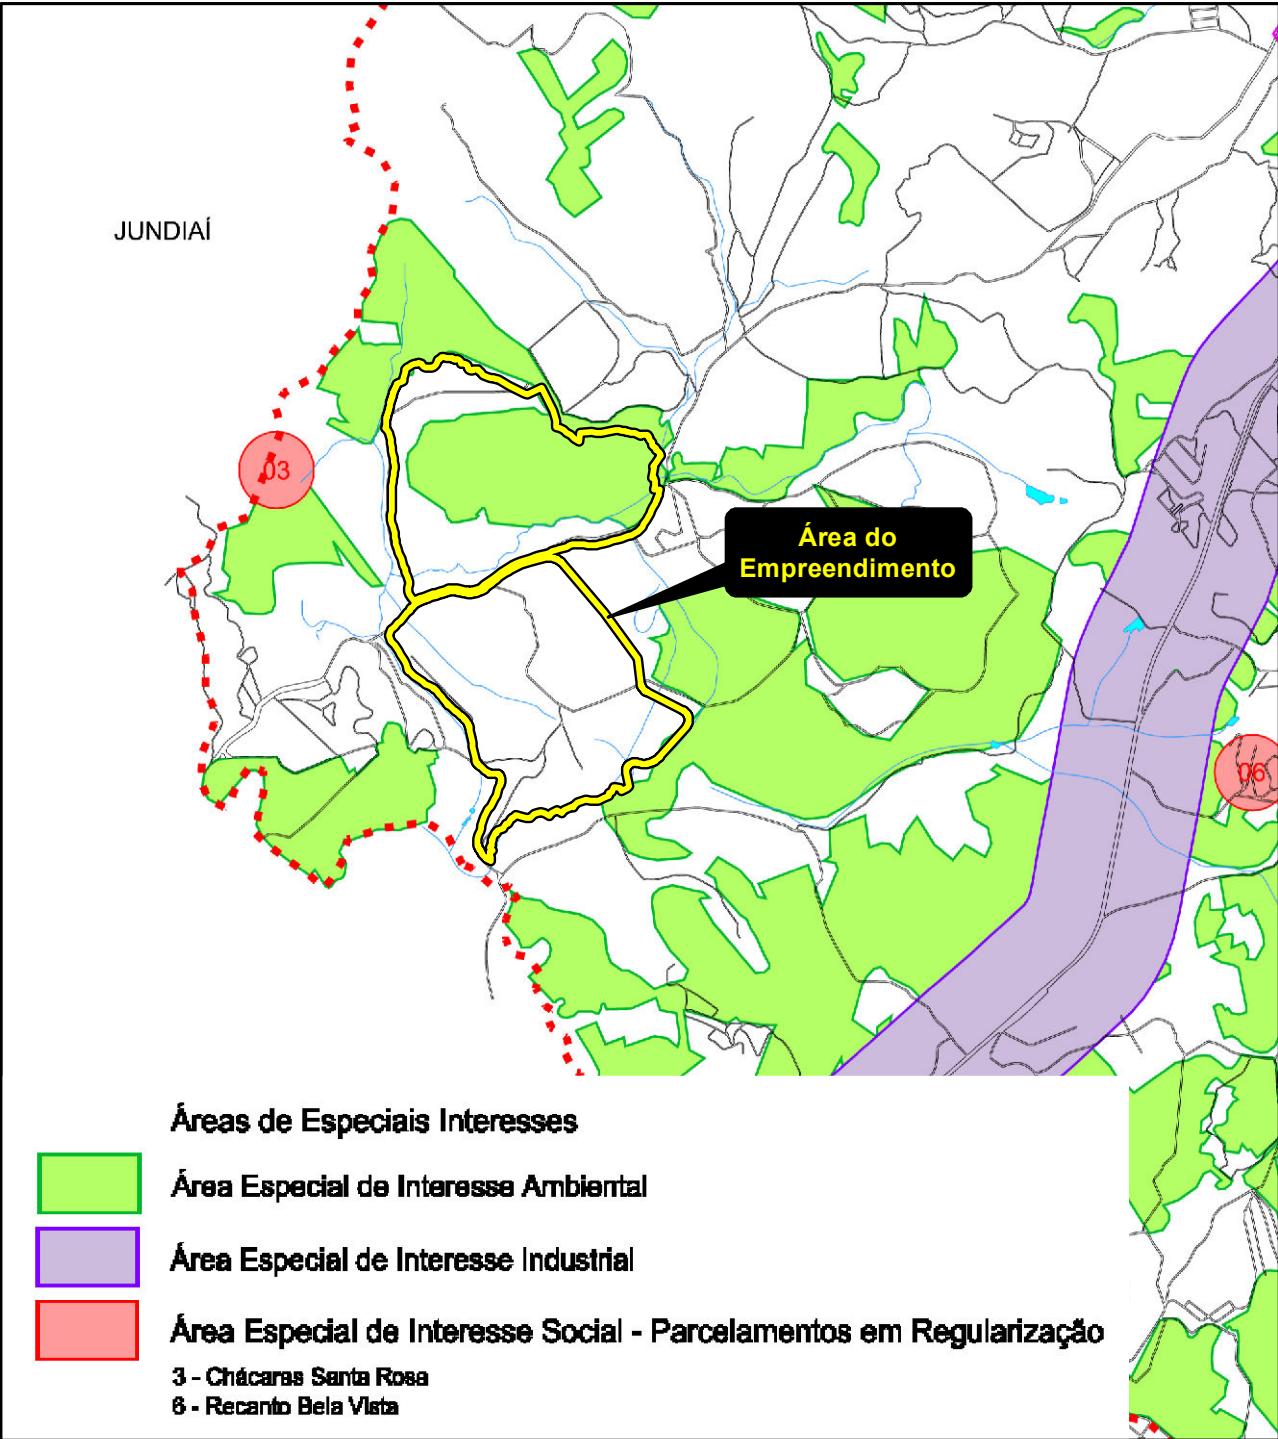 JUNDIAÍ
03
Área do
Empreendimento
06
Áreas de Especiais Interesses
Área Especial de Interesse Ambiental
Área Especial de Interesse Industrial
Área Especial de Interesse Social - Parcelamentos em Regularização
3 - Chácaras Santa Rosa
6 - Recanto Bela Vista